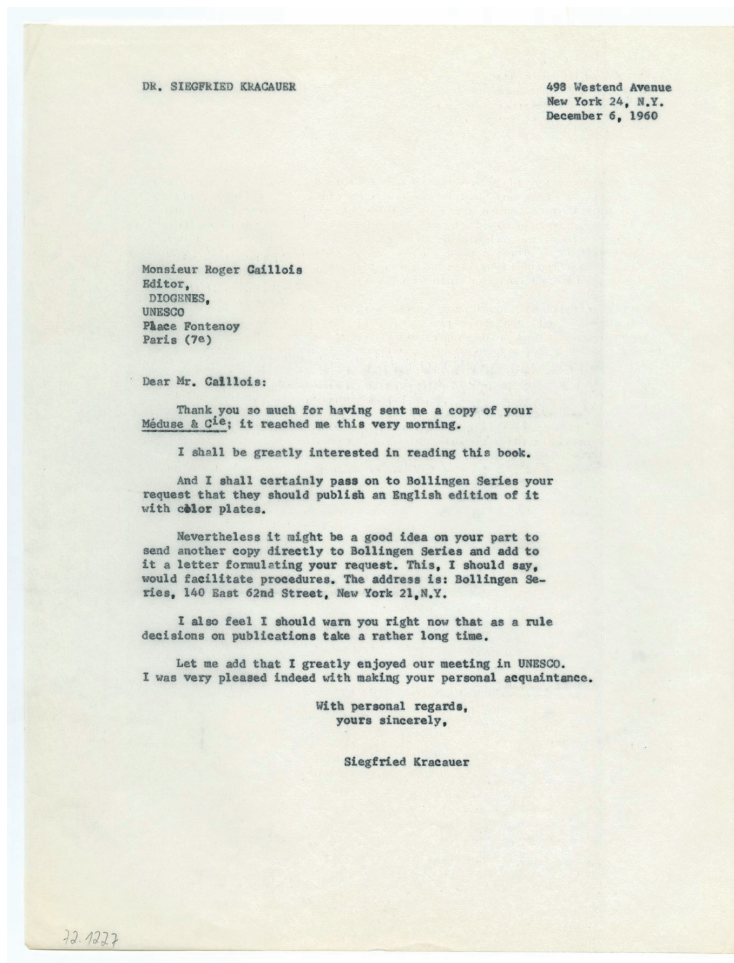 DR. SIEGFRIED KRACAUER
498 Westend Avenue
New York 24, N.Y.
December 6, 1960
Monsieur Roger Caillois
Editor,
DIOGENES,
UNESCO
Place Fontenoy
Paris (7e)
Dear Mr. Caillois:
Thank you so much for having sent me a copy of your
Méduse & Cie; it reached me this very morning.
I shall be greatly interested in reading this book.
And I shall certainly pass on to Bollingen Series your
request that they should publish an English edition of it
with color plates.
Nevertheless it might be a good idea on your part to
send another copy directly to Bollingen Series and add to
it a letter formulating your request. This, I should say,
would facilitate procedures. The address is: Bollingen Se-
ries, 140 East 62nd Street, New York 21,N.Y.
I also feel I should warn you right now that as a rule
decisions on publications take a rather long time.
Let me add that I greatly enjoyed our meeting in UNESCO.
I was very pleased indeed with making your personal acquaintance.
With personal regards,
yours sincerely,
Siegfried Kracauer
72.1227